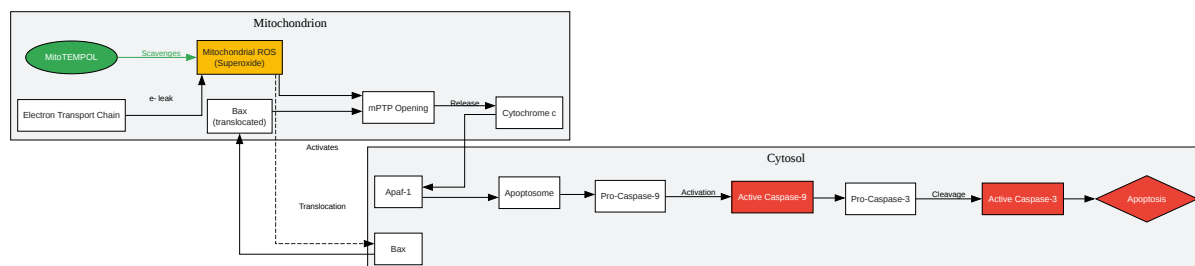 Mitochondrion
MitoTEMPOL
Scavenges
Mitochondrial ROS
(Superoxide)
Electron Transport Chain
e- leak
Bax
(translocated)
mPTP Opening
Release
Cytochrome c
Activates
Cytosol
Apaf-1
Apoptosome
Pro-Caspase-9
Activation
Active Caspase-9
Pro-Caspase-3
Cleavage
Active Caspase-3
Apoptosis
Translocation
Bax